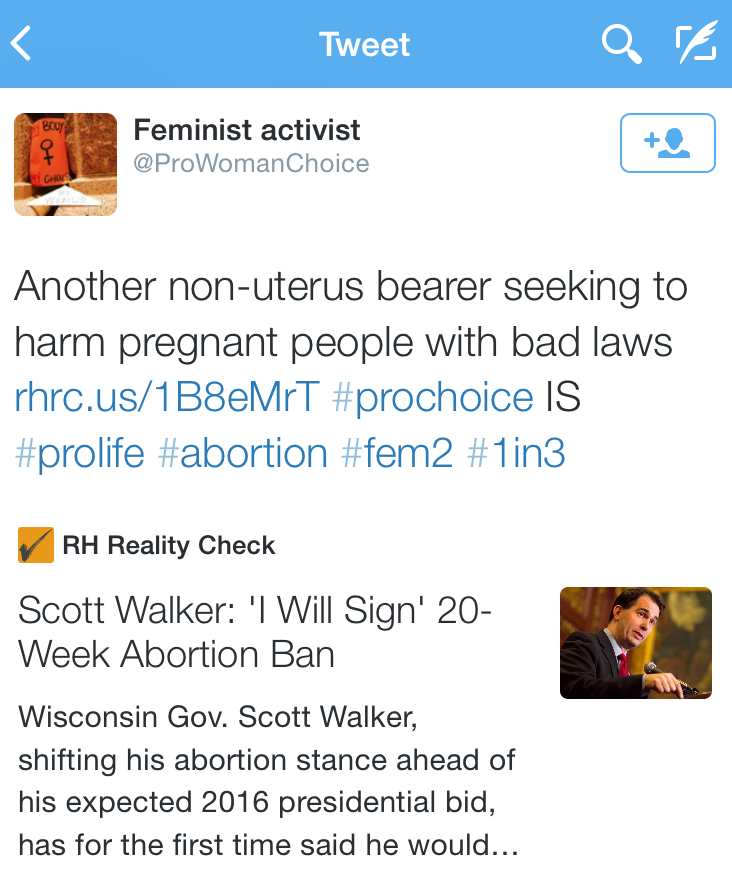 Tweet
BODY
CHOICE
Feminist activist
@ProWomanChoice
Another non-uterus bearer seeking to
harm pregnant people with bad laws
rhrc.us/1B8eMrT #prochoice IS
#prolife #abortion #fem2 #1in3
RH Reality Check
Scott Walker: 'I Will Sign' 20-
Week Abortion Ban
Wisconsin Gov. Scott Walker,
shifting his abortion stance ahead of
his expected 2016 presidential bid,
has for the first time said he would...